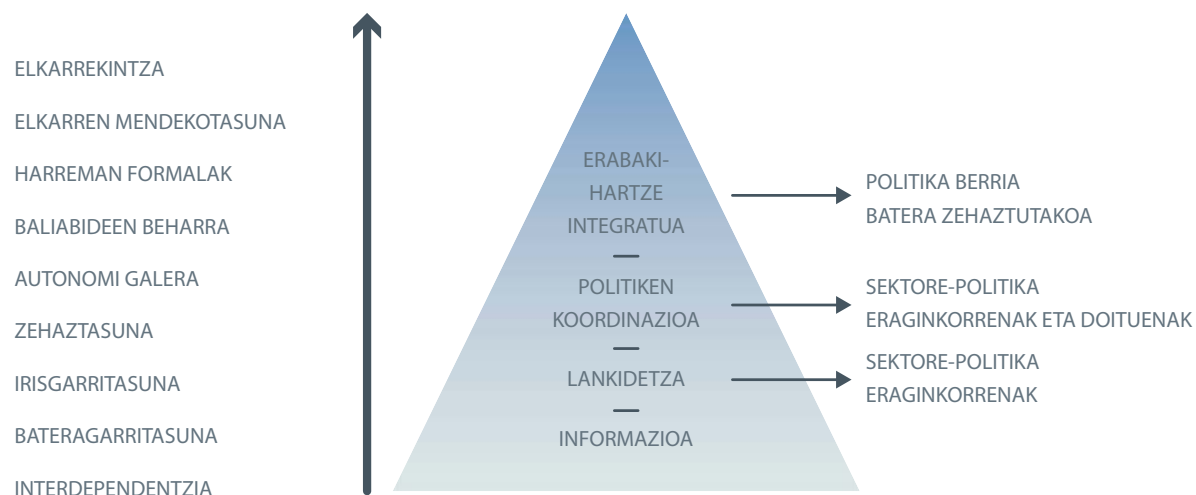 ELKARREKINTZA
ELKARREN MENDEKOTASUNA
HARREMAN FORMALAK
BALIABIDEEN BEHARRA
AUTONOMI GALERA
ZEHAZTASUNA
IRISGARRITASUNA
BATERAGARRITASUNA
INTERDEPENDENTZIA
ERABAKI-
HARTZE
INTEGRATUA
POLITIKEN
KOORDINAZIOA
LANKIDETZA
INFORMAZIOA
POLITIKA BERRIA
BATERA ZEHAZTUTAKOA
SEKTORE-POLITIKA
ERAGINKORRENAK ETA DOITUENAK
SEKTORE-POLITIKA
ERAGINKORRENAK